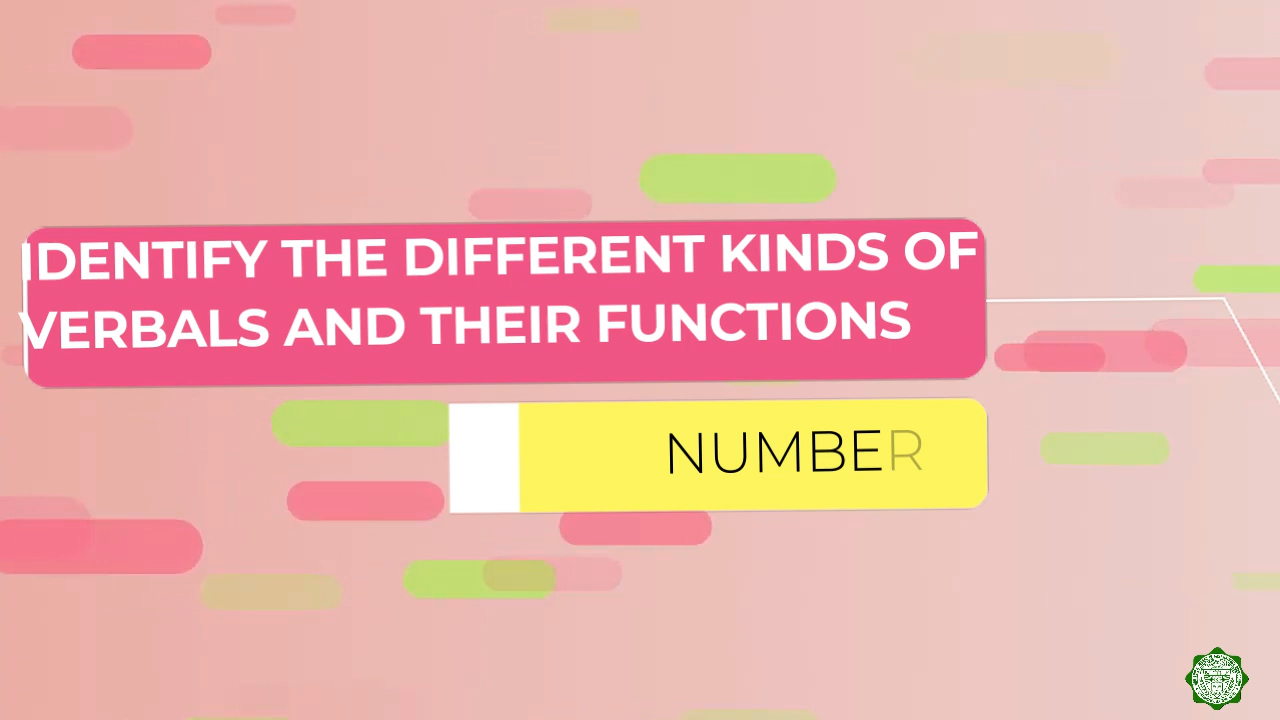 IDENTIFY THE DIFFERENT KINDS OF
VERBALS AND THEIR FUNCTIONS
NUMBER